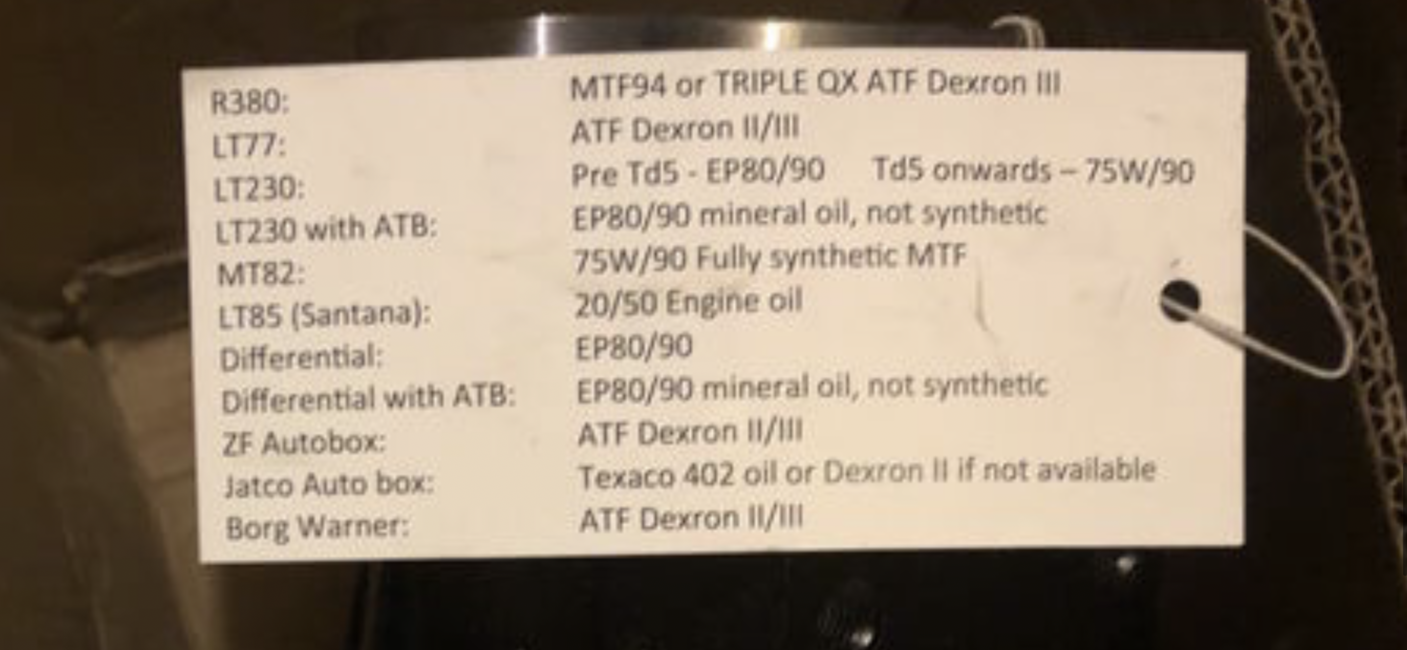 R380: MTF94 or TRIPLE QX ATF Dexron III
LT77: ATF Dexron II/III
LT230: Pre Td5 - EP80/90 Td5 onwards – 75W/90
LT230 with ATB: EP80/90 mineral oil, not synthetic
MT82: 75W/90 Fully synthetic MTF
LT85 (Santana): 20/50 Engine oil
Differential: EP80/90
Differential with ATB: EP80/90 mineral oil, not synthetic
ZF Autobox: ATF Dexron II/III
Jatco Auto box: Texaco 402 oil or Dexron II if not available
Borg Warner: ATF Dexron II/III